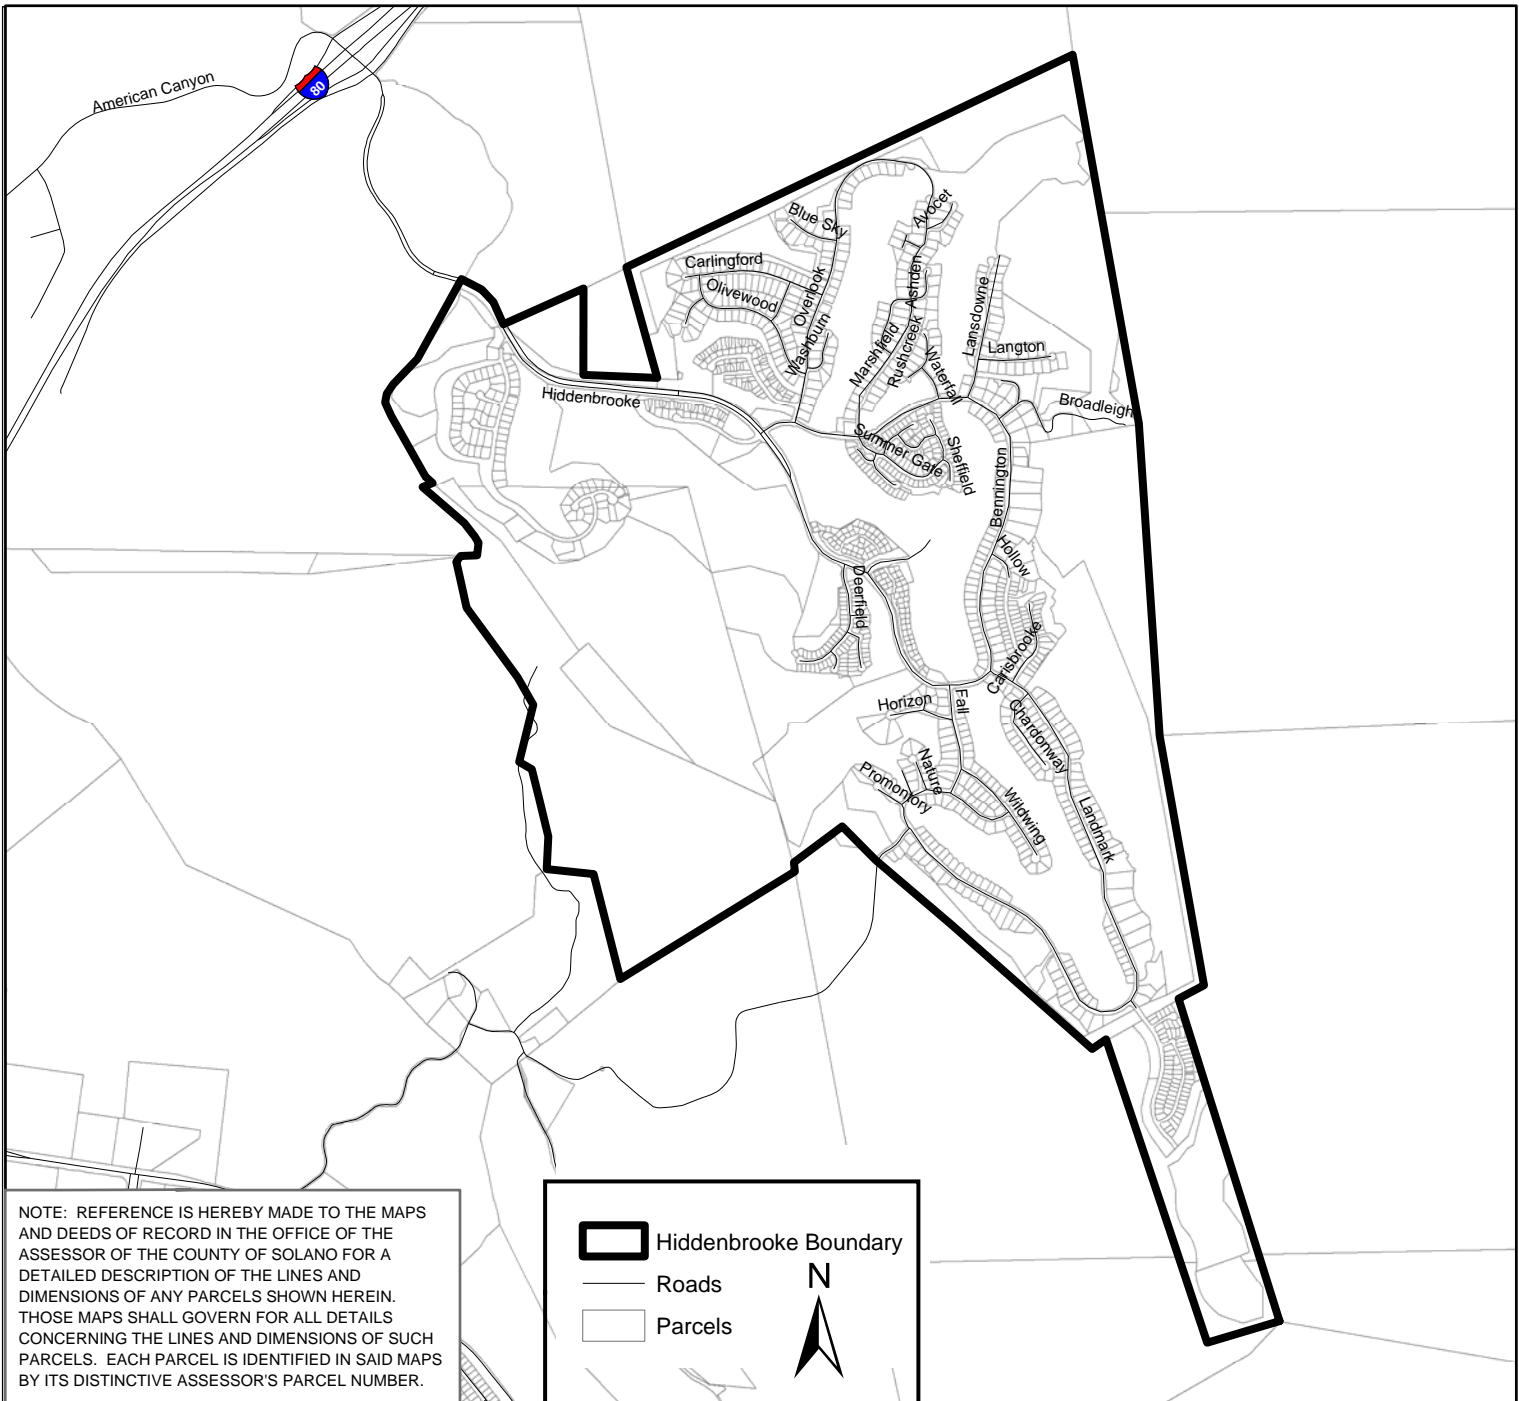 American Canyon
80
Avocet
Blue Sky
Carlingford
Olivewood
Overlook
Washburn
Ashden
Marshfield
Rushcreek
Lansdowne
Langton
Waterfall
Broadleigh
Hiddenbrooke
Summer Gate
Sheffield
Bennington
Hollow
Deerfield
Carisbrooke
Horizon
Fall
Chardonway
Nature
Promontory
Wildwing
Landmark
NOTE: REFERENCE IS HEREBY MADE TO THE MAPS
AND DEEDS OF RECORD IN THE OFFICE OF THE
ASSESSOR OF THE COUNTY OF SOLANO FOR A
DETAILED DESCRIPTION OF THE LINES AND
DIMENSIONS OF ANY PARCELS SHOWN HEREIN.
THOSE MAPS SHALL GOVERN FOR ALL DETAILS
CONCERNING THE LINES AND DIMENSIONS OF SUCH
PARCELS. EACH PARCEL IS IDENTIFIED IN SAID MAPS
BY ITS DISTINCTIVE ASSESSOR'S PARCEL NUMBER.
Hiddenbrooke Boundary
Roads
Parcels
N